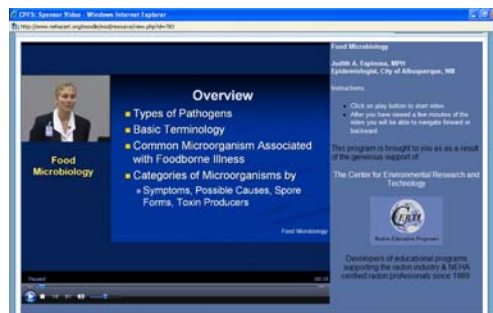 CPFS: Sponsor Video - Windows Internet Explorer
Food Microbiology
Overview
Types of Pathogens
Basic Terminology
Common Microorganism Associated
with Foodborne Illness
Categories of Microorganisms by
Symptoms, Possible Causes, Spore
Forms, Toxin Producers
Food Microbiology
Food
Microbiology
Paused
Judith A. Espinosa, MPH
Epidemiologist, City of Albuquerque, NM
Instructions:
Click on play button to start video
After you have viewed a few minutes of the
video you will be able to navigate forward or
backward
This program is brought to you as as a result
of the generous support of
The Center for Environmental Research and
Technology
CERTI
Radon Education Programs
Developers of educational programs
supporting the radon industry & NEHA
certified radon professionals since 1989